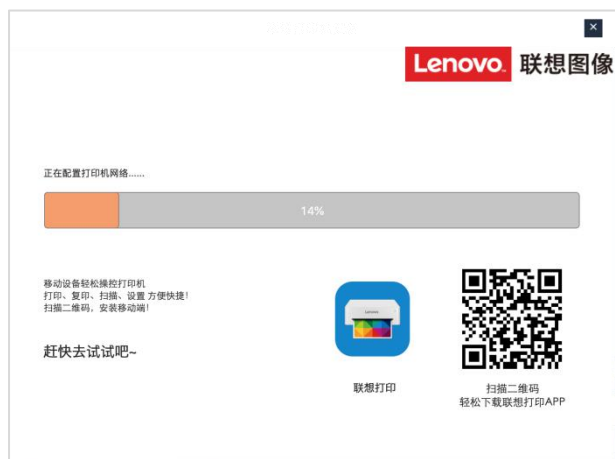 Lenovo 联想图像
正在配置打印机网络......
14%
移动设备轻松操控打印机
打印、复印、扫描、设置 方便快捷!
扫描二维码，安装移动端!
赶快去试试吧~
Lenovo
联想打印
扫描二维码
轻松下载联想打印APP